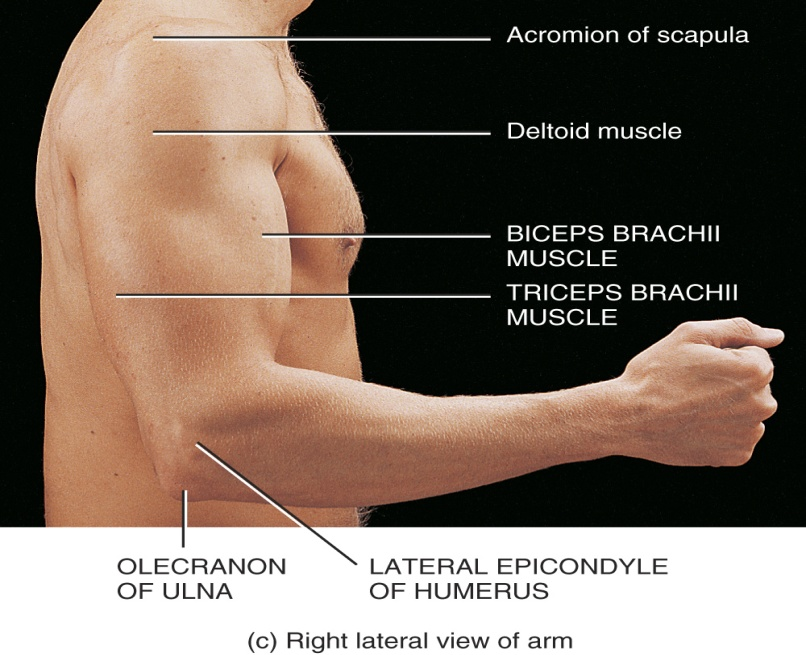 Acromion of scapula
Deltoid muscle
BICEPS BRACHII
MUSCLE
TRICEPS BRACHII
MUSCLE
OLECRANON
OF ULNA
LATERAL EPICONDYLE
OF HUMERUS
(c) Right lateral view of arm